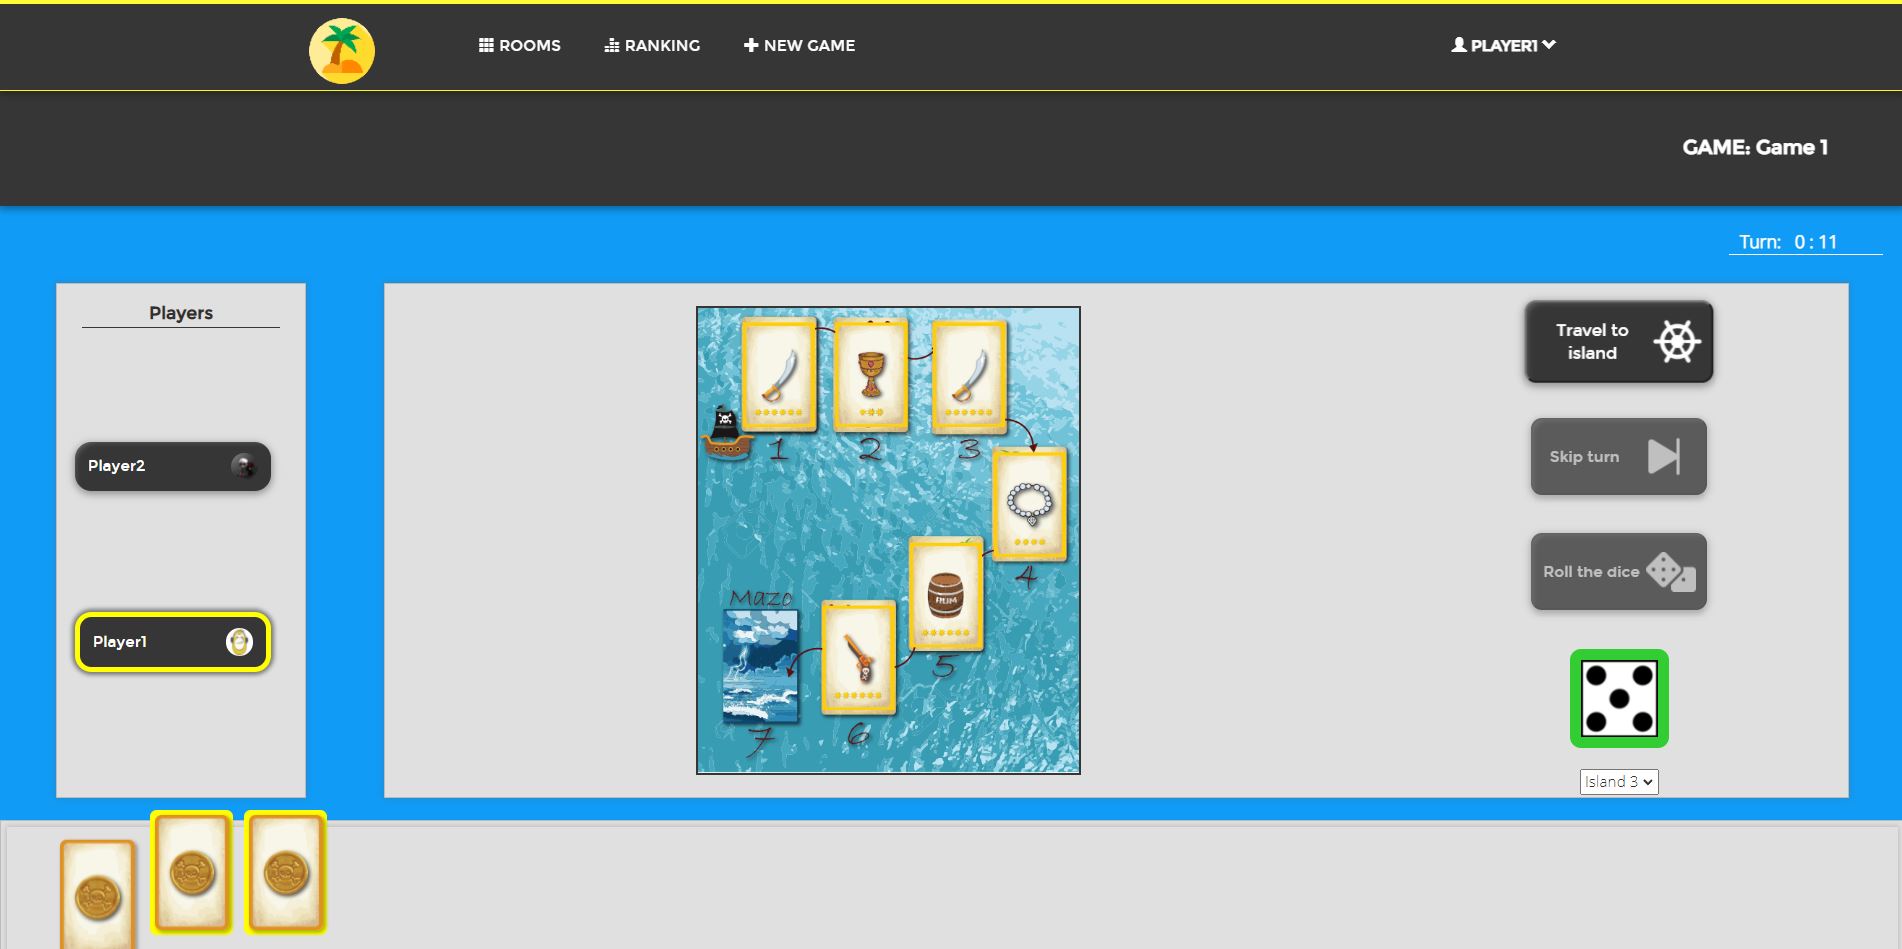 ROOMS RANKING NEW GAME PLAYER1
GAME: Game 1
Turn: 0 : 11
Players
Player2
Player1
1 2 3
4
5
RUM
6
Mazo
7
Travel to
island
Skip turn
Roll the dice
Island 3